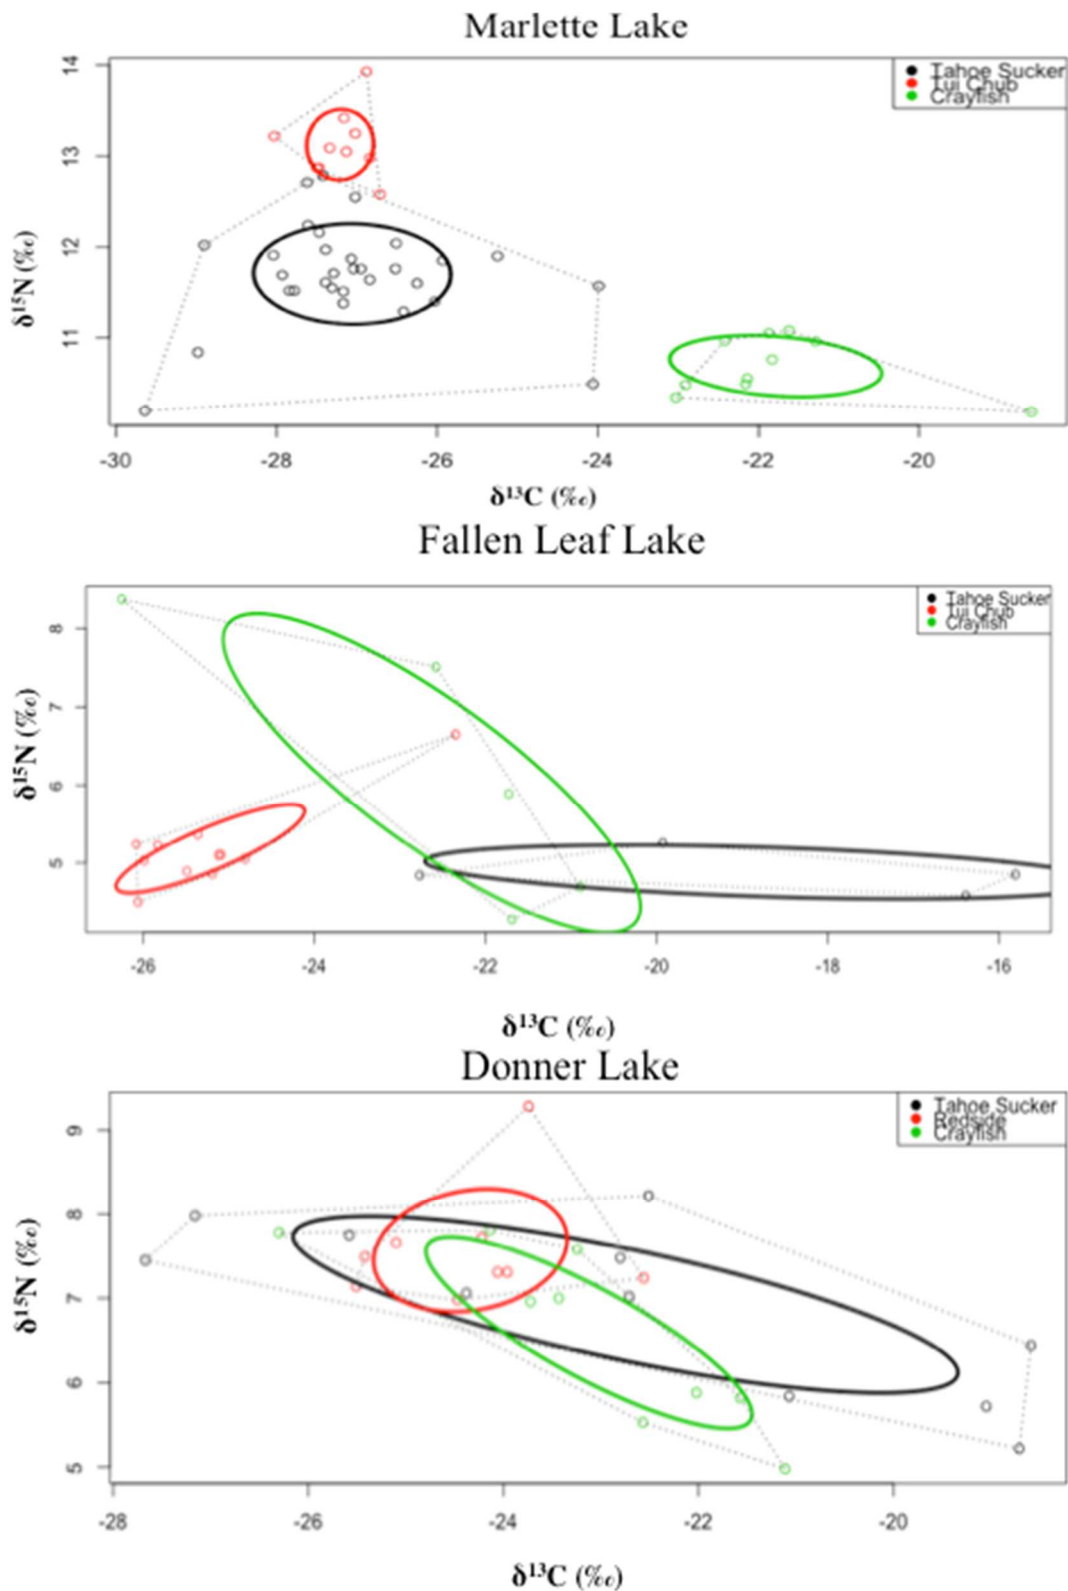 Marlette Lake
14
13
12
11
δ¹⁵N (‰)
Tahoe Sucker
Tui Chub
Crayfish
-30 -28 -26 -24 -22 -20
δ¹³C (‰)
Fallen Leaf Lake
8
7
6
5
δ¹⁵N (‰)
Tahoe Sucker
Tui Chub
Crayfish
-26 -24 -22 -20 -18 -16
δ¹³C (‰)
Donner Lake
9
8
7
6
5
δ¹⁵N (‰)
Tahoe Sucker
Redside
Crayfish
-28 -26 -24 -22 -20
δ¹³C (‰)